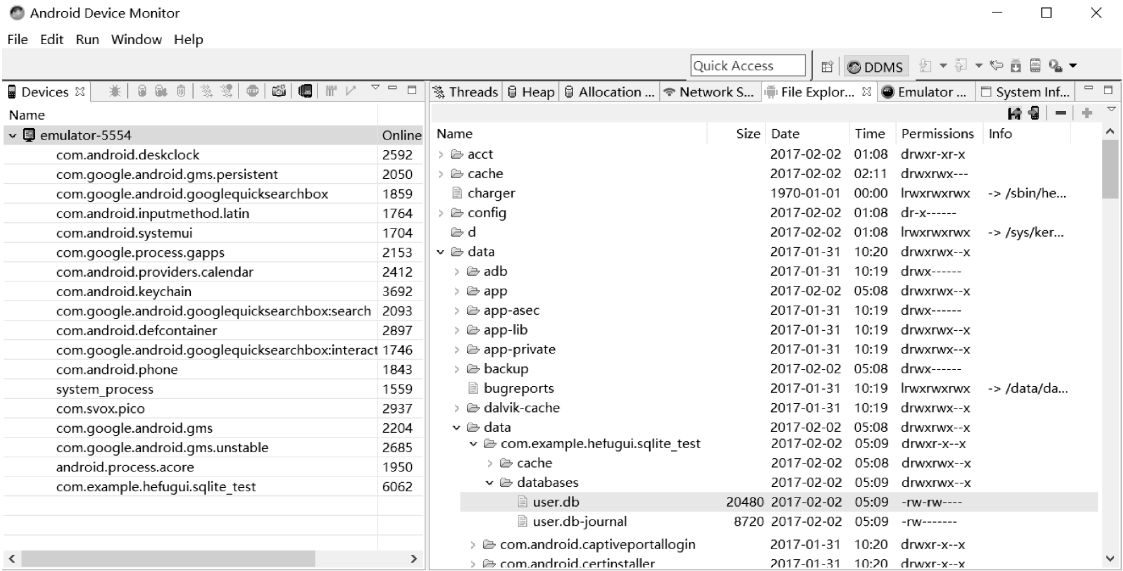 Android Device Monitor
File Edit Run Window Help
Quick Access
DDMS
Devices
Name
emulator-5554 Online
com.android.deskclock 2592
com.google.android.gms.persistent 2050
com.google.android.googlequicksearchbox 1859
com.android.inputmethod.latin 1764
com.android.systemui 1704
com.google.process.gapps 2153
com.android.providers.calendar 2412
com.android.keychain 3692
com.google.android.googlequicksearchbox:search 2093
com.android.defcontainer 2897
com.google.android.googlequicksearchbox:interact 1746
com.android.phone 1843
system_process 1559
com.svox.pico 2937
com.google.android.gms 2204
com.google.android.gms.unstable 2685
android.process.acore 1950
com.example.hefugui.sqlite_test 6062
Threads Heap Allocation ... Network S... File Explor... Emulator ... System Inf...
Name Size Date Time Permissions Info
acct 2017-02-02 01:08 drwxr-xr-x
cache 2017-02-02 02:11 drwxrwx---
charger 1970-01-01 00:00 lrwxrwxrwx -> /sbin/he...
config 2017-02-02 01:08 dr-x------
d 2017-02-02 01:08 lrwxrwxrwx -> /sys/ker...
data 2017-01-31 10:20 drwxrwx--x
adb 2017-01-31 10:19 drwx------
app 2017-02-02 05:08 drwxrwx--x
app-asec 2017-01-31 10:19 drwx------
app-lib 2017-01-31 10:19 drwxrwx--x
app-private 2017-01-31 10:19 drwxrwx--x
backup 2017-02-02 05:08 drwx------
bugreports 2017-01-31 10:19 lrwxrwxrwx -> /data/da...
dalvik-cache 2017-01-31 10:19 drwxrwx--x
data 2017-02-02 05:08 drwxrwx--x
com.example.hefugui.sqlite_test 2017-02-02 05:09 drwxr-x--x
cache 2017-02-02 05:08 drwxrwx--x
databases 2017-02-02 05:09 drwxrwx--x
user.db 20480 2017-02-02 05:09 -rw-rw----
user.db-journal 8720 2017-02-02 05:09 -rw-------
com.android.captiveportallogin 2017-01-31 10:20 drwxr-x--x
com.android.certinstaller 2017-01-31 10:20 drwxr-x--x